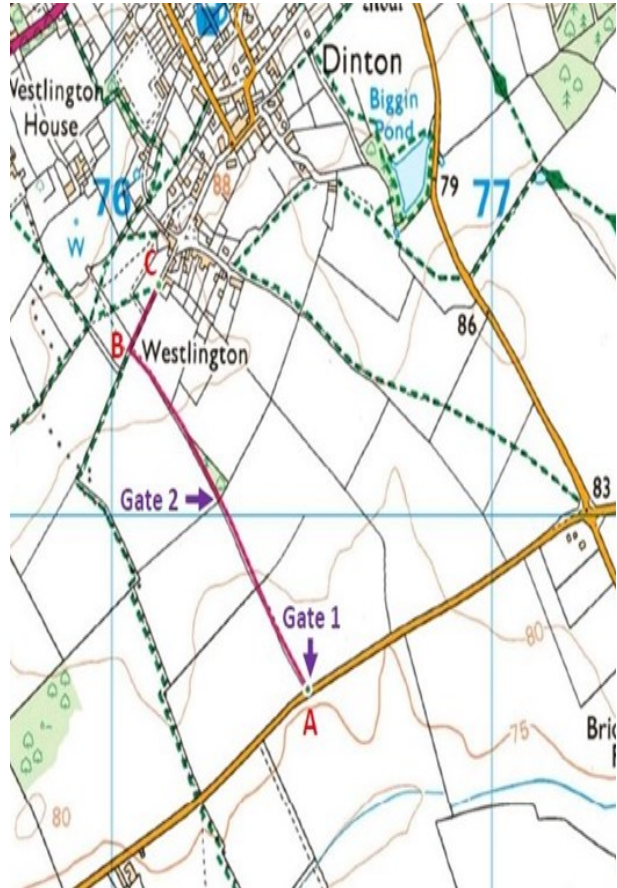 Dinton
Westlington
House
Biggin
Pond
76
88
79
77
W
C
86
B
Westlington
Gate 2
83
Gate 1
80
A
75
80